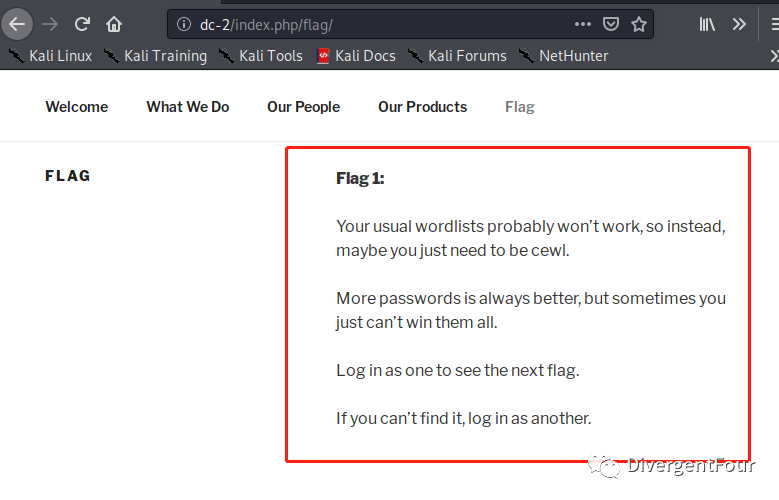 dc-2/index.php/flag/
Kali Linux Kali Training Kali Tools Kali Docs Kali Forums NetHunter
Welcome What We Do Our People Our Products Flag
FLAG
Flag 1:
Your usual wordlists probably won’t work, so instead,
maybe you just need to be cewl.
More passwords is always better, but sometimes you
just can’t win them all.
Log in as one to see the next flag.
If you can’t find it, log in as another.
DivergentFour